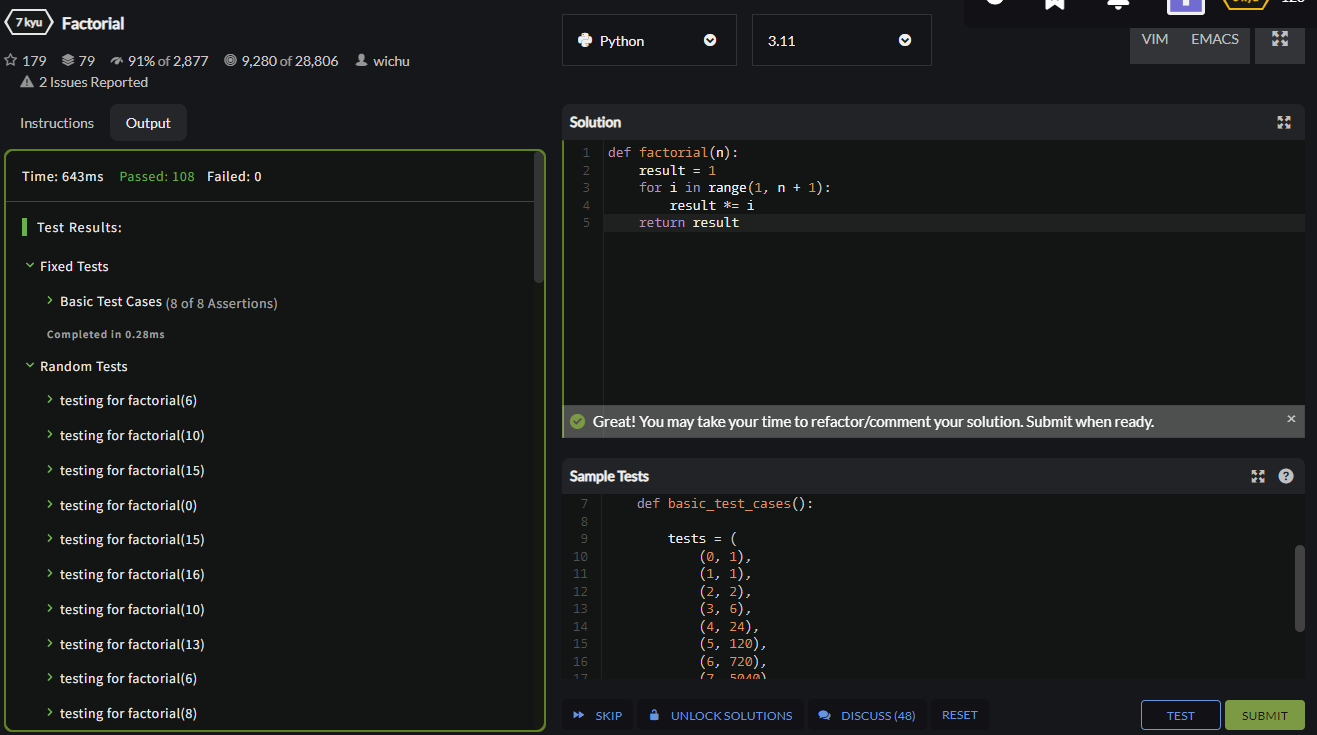 7 kyu Factorial
179 79 91% of 2,877 9,280 of 28,806 wichu
2 Issues Reported
Instructions Output
Time: 643ms Passed: 108 Failed: 0
Test Results:
Fixed Tests
Basic Test Cases (8 of 8 Assertions)
Completed in 0.28ms
Random Tests
testing for factorial(6)
testing for factorial(10)
testing for factorial(15)
testing for factorial(0)
testing for factorial(15)
testing for factorial(16)
testing for factorial(10)
testing for factorial(13)
testing for factorial(6)
testing for factorial(8)
Python 3.11 VIM EMACS
Solution
1 def factorial(n):
2     result = 1
3     for i in range(1, n + 1):
4         result *= i
5     return result
Great! You may take your time to refactor/comment your solution. Submit when ready.
Sample Tests
7     def basic_test_cases():
8
9         tests = (
10             (0, 1),
11             (1, 1),
12             (2, 2),
13             (3, 6),
14             (4, 24),
15             (5, 120),
16             (6, 720),
17             (7, 5040)
SKIP UNLOCK SOLUTIONS DISCUSS (48) RESET TEST SUBMIT